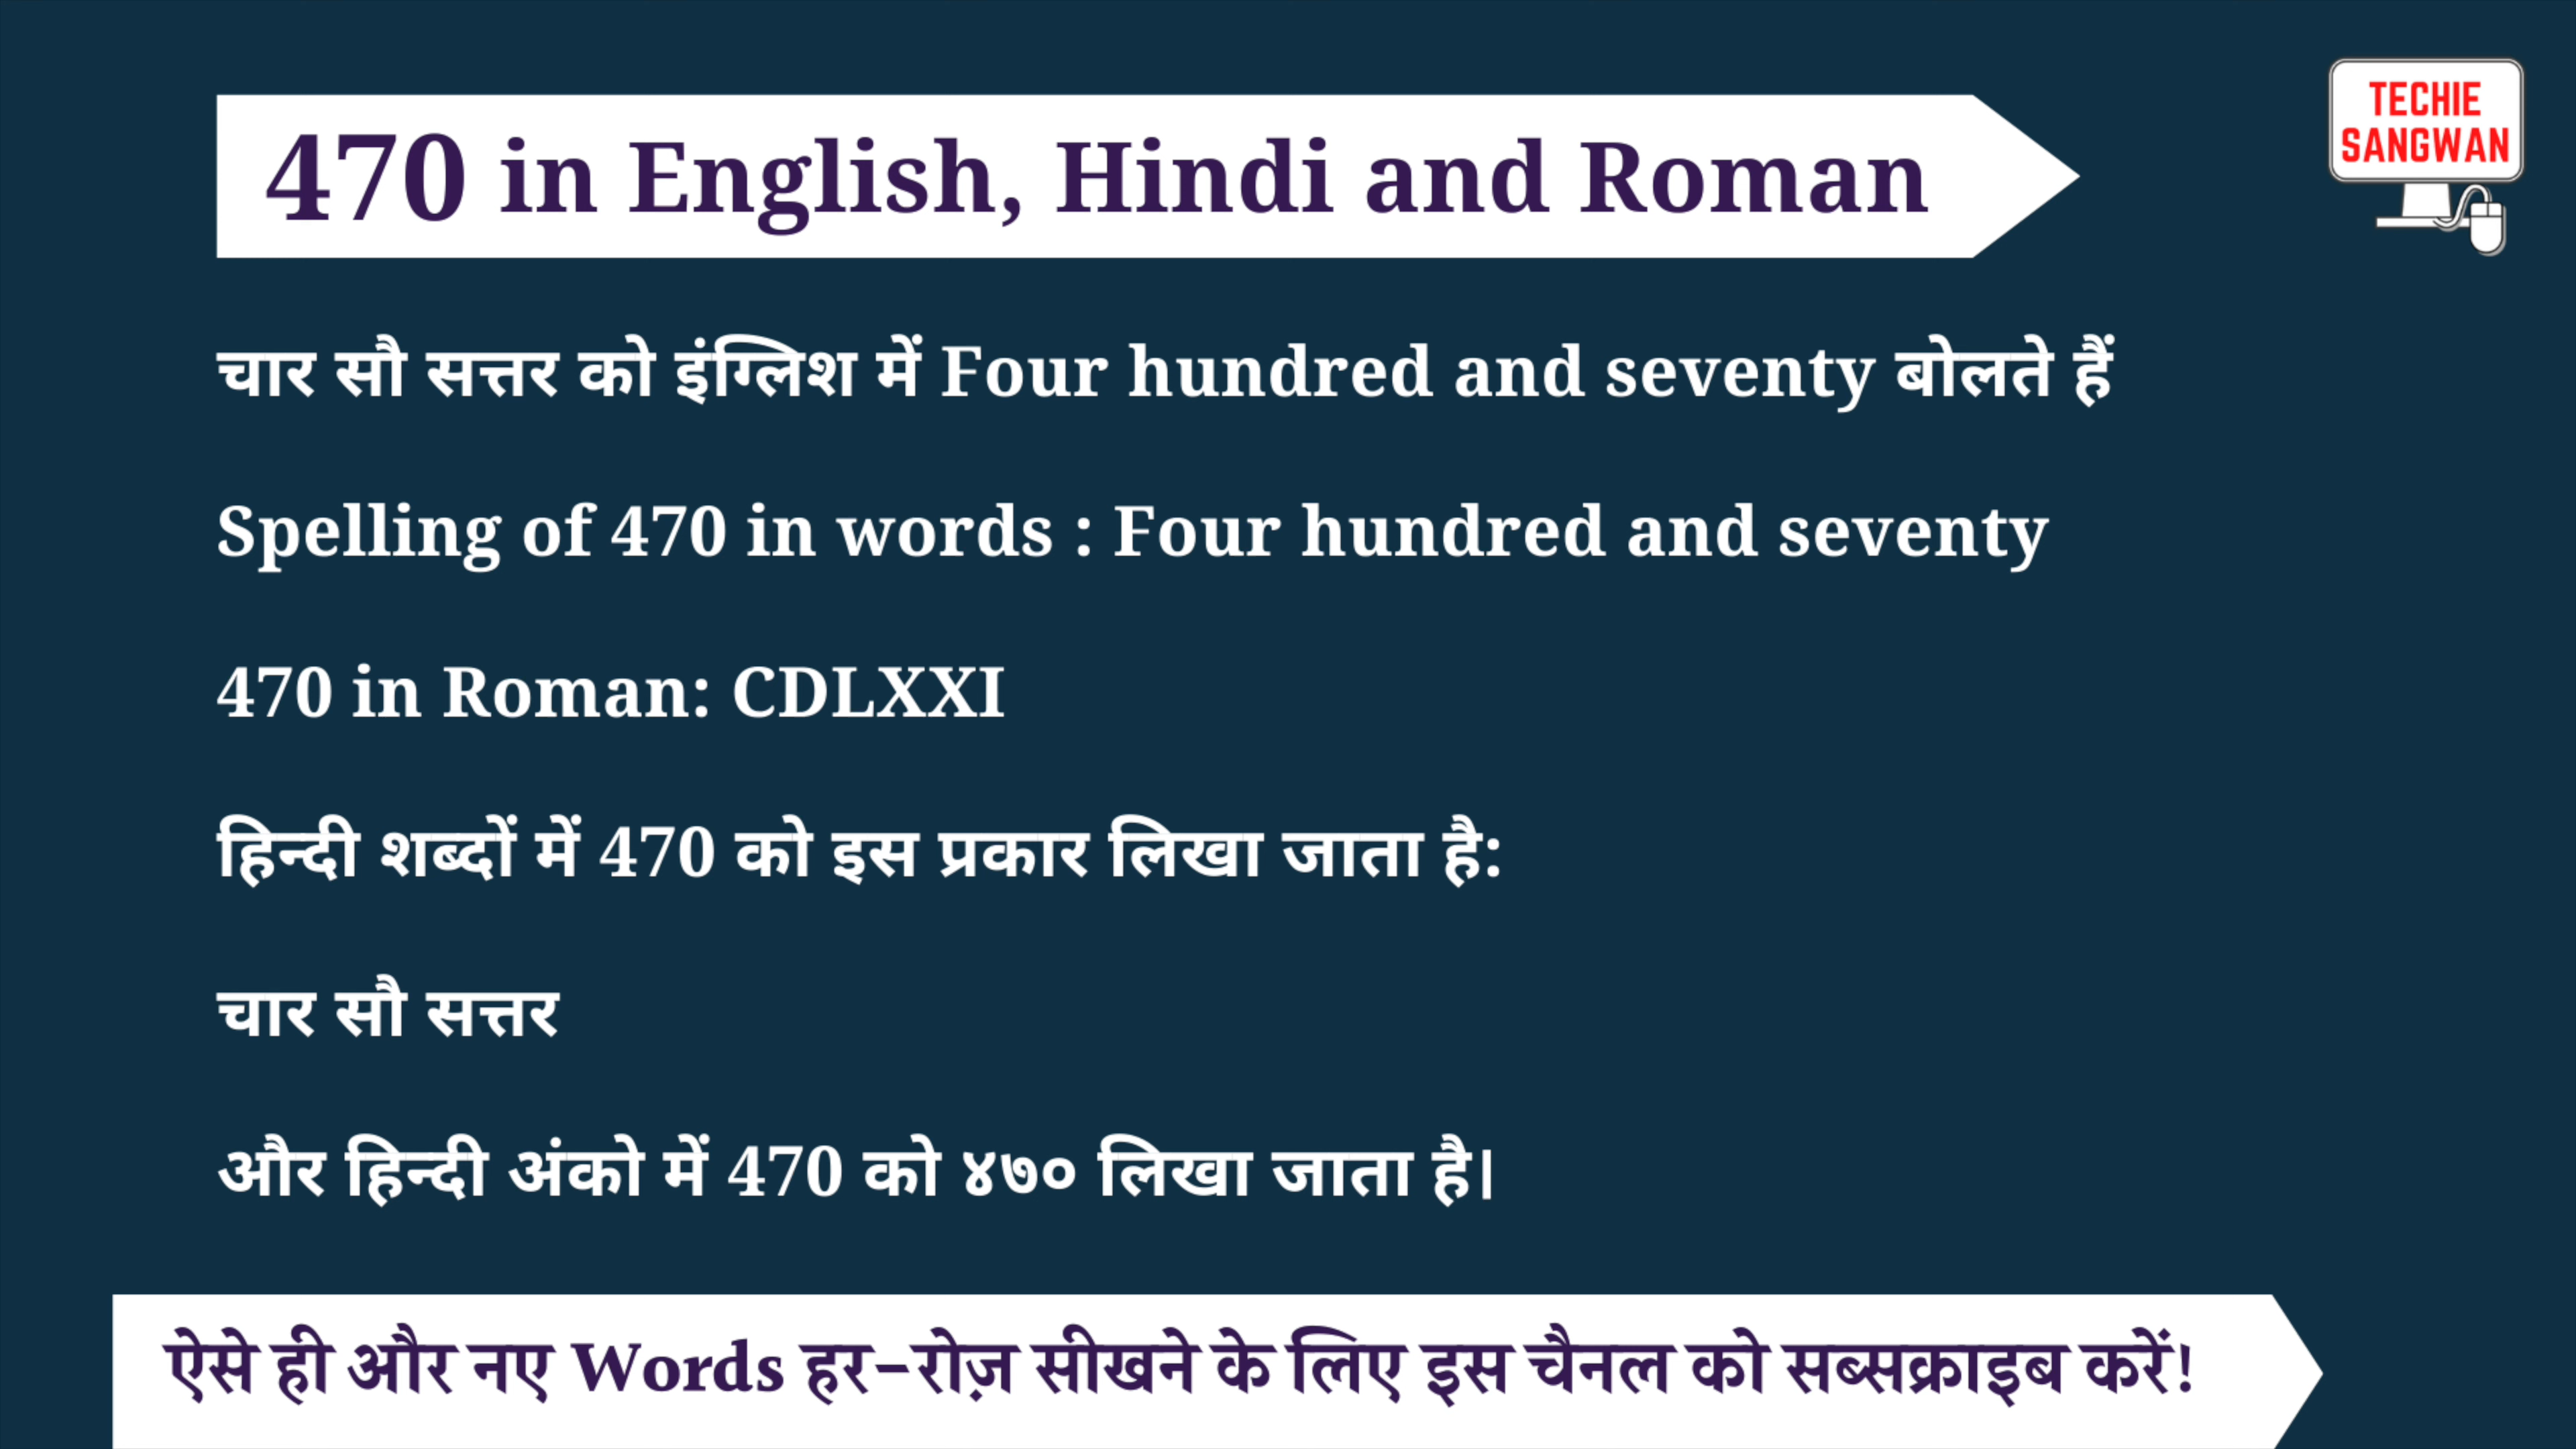 470 in English, Hindi and Roman
TECHIE
SANGWAN
चार सौ सत्तर को इंग्लिश में Four hundred and seventy बोलते हैं
Spelling of 470 in words : Four hundred and seventy
470 in Roman: CDLXXI
हिन्दी शब्दों में 470 को इस प्रकार लिखा जाता है:
चार सौ सत्तर
और हिन्दी अंको में 470 को ४७० लिखा जाता है।
ऐसे ही और नए Words हर-रोज़ सीखने के लिए इस चैनल को सब्सक्राइब करें!